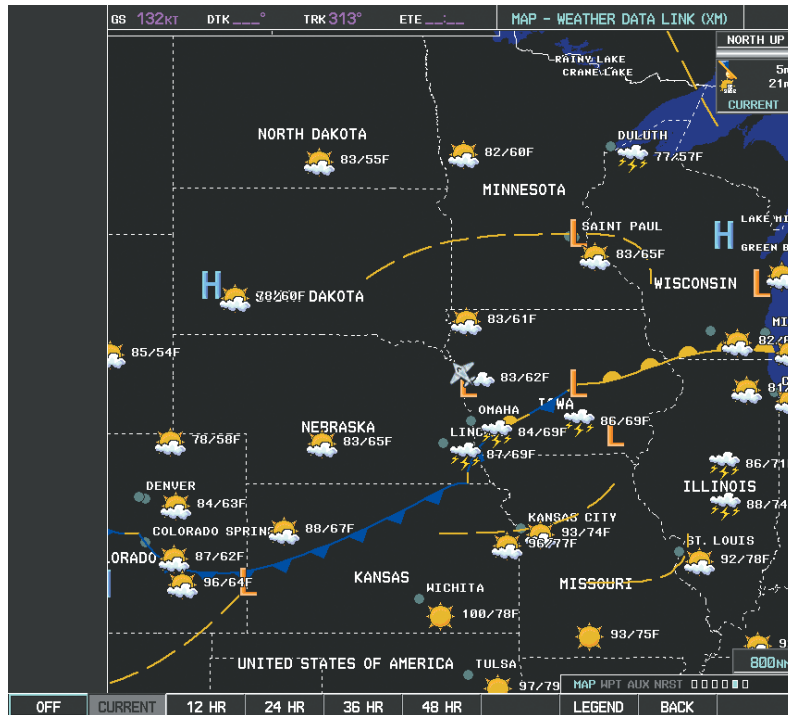 GS 132KT DTK ___° TRK 313° ETE __:__ MAP – WEATHER DATA LINK (XM)
NORTH UP
RAINY LAKE
CRANE LAKE
CURRENT
NORTH DAKOTA
83/55F
82/60F
DULUTH
77/57F
MINNESOTA
SAINT PAUL
83/65F
H
L
H
GREEN B
WISCONSIN
L
H
78/60F DAKOTA
83/61F
85/54F
82/
83/62F
L
L
IOWA
81/
OMAHA
84/69F
86/69F
L
NEBRASKA
83/65F
78/58F
LINC
87/69F
86/71F
ILLINOIS
88/74
DENVER
84/63F
COLORADO SPRIN
88/67F
KANSAS CITY
93/74F
96/77F
ST. LOUIS
92/78F
ORADO
87/62F
96/64F
L
KANSAS
WICHITA
100/78F
MISSOURI
93/75F
UNITED STATES OF AMERICA
TULSA
97/79
800NM
MAP WPT AUX NRST
OFF CURRENT 12 HR 24 HR 36 HR 48 HR LEGEND BACK